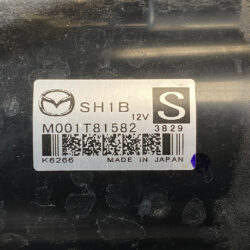 SH1B 12V S
M001T81582 3829
K6266 MADE IN JAPAN